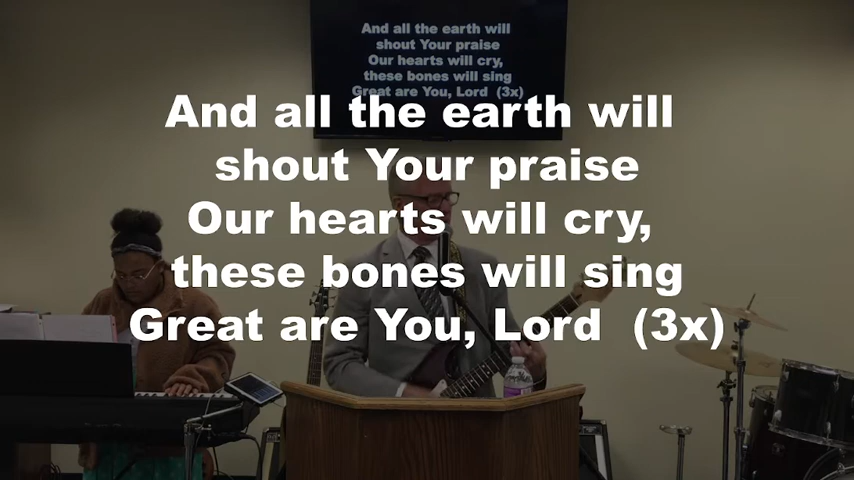 And all the earth will
shout Your praise
Our hearts will cry,
these bones will sing
Great are You, Lord (3x)
And all the earth will
shout Your praise
Our hearts will cry,
these bones will sing
Great are You, Lord (3x)